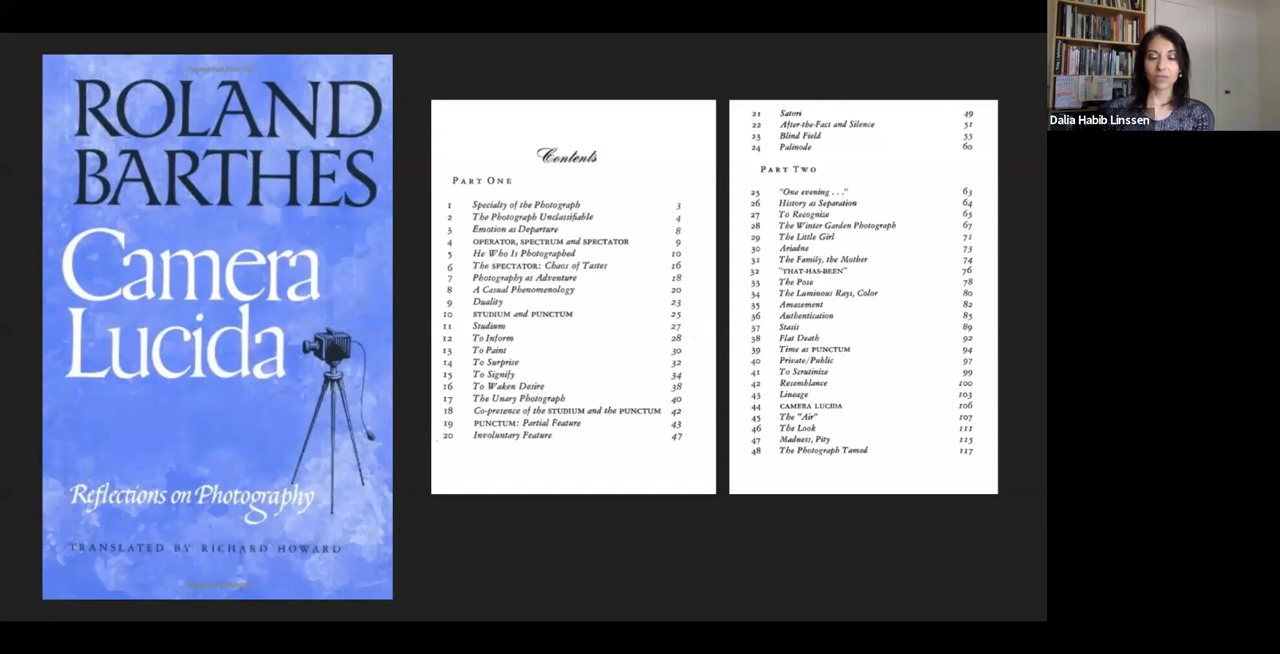 ROLAND
BARTHES
Camera
Lucida
Reflections on Photography
TRANSLATED BY RICHARD HOWARD
Contents
PART ONE
1 Specialty of the Photograph 3
2 The Photograph Unclassifiable 4
3 Emotion as Departure 8
4 OPERATOR, SPECTRUM and SPECTATOR 9
5 He Who Is Photographed 10
6 The SPECTATOR: Chaos of Tastes 16
7 Photography as Adventure 18
8 A Casual Phenomenology 20
9 Duality 23
10 STUDIUM and PUNCTUM 25
11 Studium 27
12 To Inform 28
13 To Paint 30
14 To Surprise 32
15 To Signify 34
16 To Waken Desire 38
17 The Unary Photograph 40
18 Co-presence of the STUDIUM and the PUNCTUM 42
19 PUNCTUM: Partial Feature 43
20 Involuntary Feature 47
21 Satori 49
22 After-the-Fact and Silence 51
23 Blind Field 55
24 Palinode 60
PART TWO
25 "One evening . . ." 63
26 History as Separation 64
27 To Recognize 65
28 The Winter Garden Photograph 67
29 The Little Girl 71
30 Ariadne 73
31 The Family, the Mother 74
32 "THAT-HAS-BEEN" 76
33 The Pose 78
34 The Luminous Rays, Color 80
35 Amazement 82
36 Authentication 85
37 Stasis 89
38 Flat Death 92
39 Time as PUNCTUM 94
40 Private/Public 97
41 To Scrutinize 99
42 Resemblance 100
43 Lineage 103
44 CAMERA LUCIDA 106
45 The "Air" 107
46 The Look 111
47 Madness, Pity 115
48 The Photograph Tamed 117
Dalia Habib Linssen